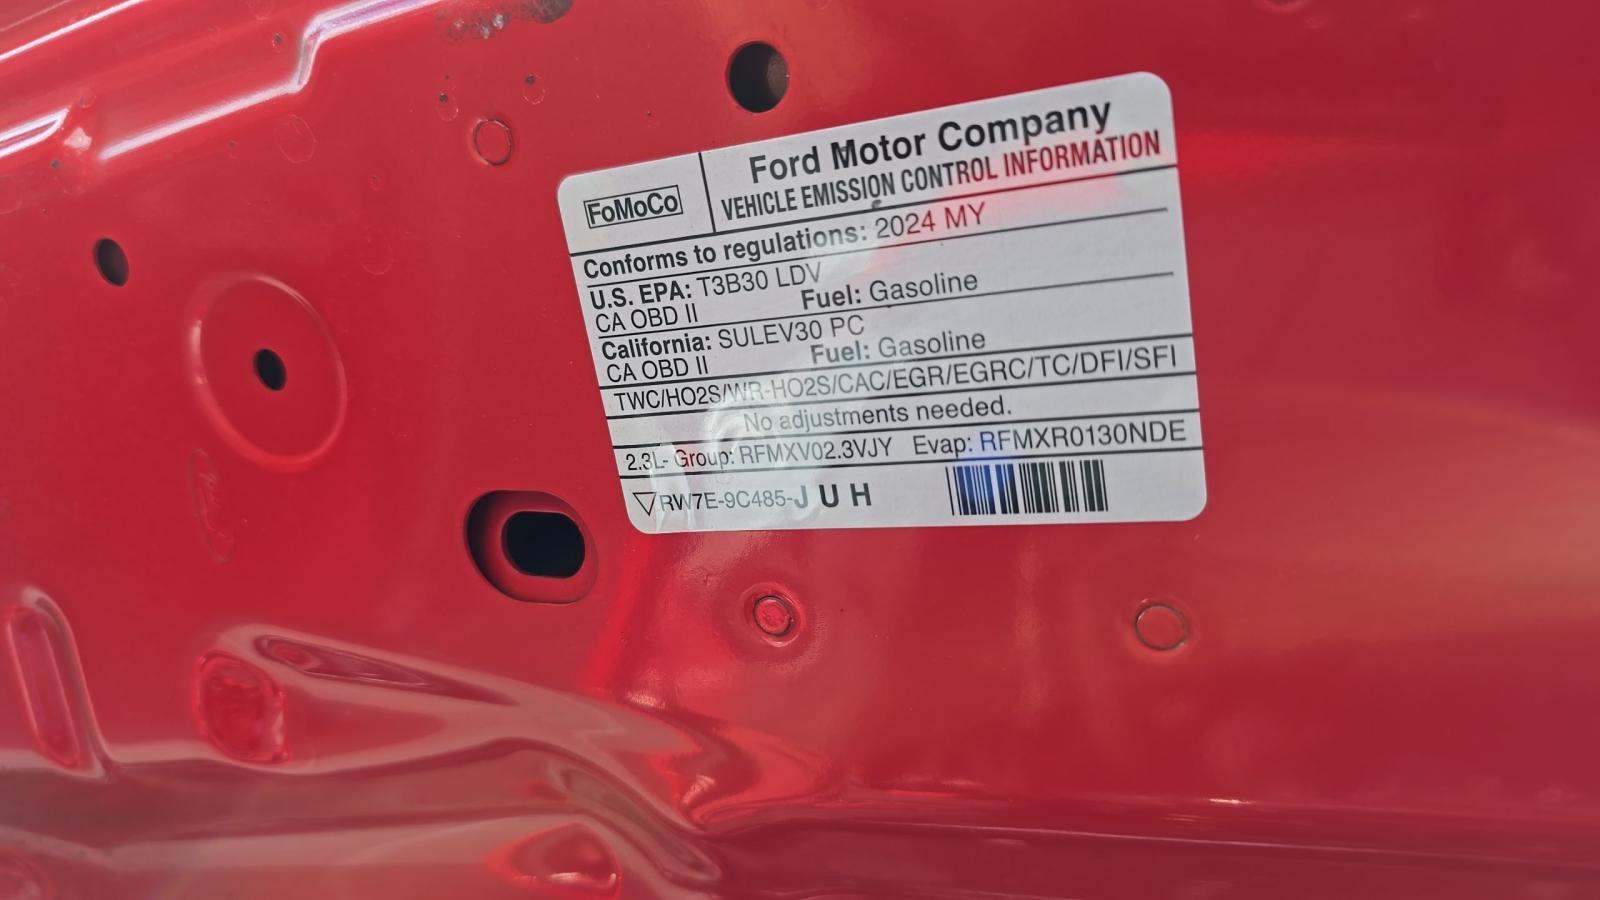 FoMoCo
Ford Motor Company
VEHICLE EMISSION CONTROL INFORMATION
Conforms to regulations: 2024 MY
U.S. EPA: T3B30 LDV
CA OBD II Fuel: Gasoline
California: SULEV30 PC
CA OBD II Fuel: Gasoline
TWC/HO2S/WR-HO2S/CAC/EGR/EGRC/TC/DFI/SFI
No adjustments needed.
2.3L- Group: RFMXV02.3VJY Evap: RFMXR0130NDE
RW7E-9C485-JUH